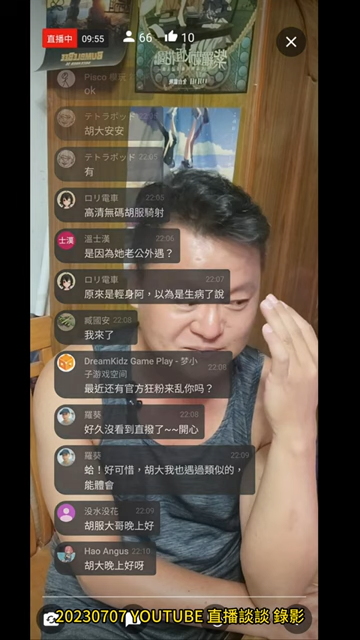 直播中 09:55 66 10
Pisco
ok
テトラポッド
胡大安安
テトラポッド 22:05
有
ロリ電車 22:05
高清無碼胡服騎射
士漢 溫士漢 22:06
是因為她老公外遇？
ロリ電車 22:07
原來是輕身阿，以為是生病了說
臧國安 22:08
我來了
DreamKidz Game Play - 梦小
子游戏空间 22:08
最近还有官方狂粉来乱你吗？
羅葵 22:08
好久沒看到直撥了~~開心
羅葵 22:09
蛤！好可惜，胡大我也遇過類似的，
能體會
没水没花 22:09
胡服大哥晚上好
Hao Angus 22:10
胡大晚上好呀
20230707 YOUTUBE 直播談談 錄影